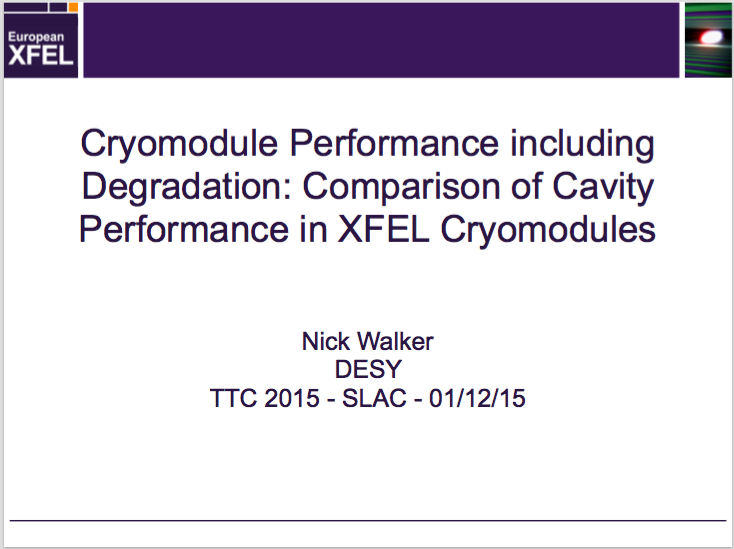 European
XFEL
Cryomodule Performance including
Degradation: Comparison of Cavity
Performance in XFEL Cryomodules
Nick Walker
DESY
TTC 2015 - SLAC - 01/12/15